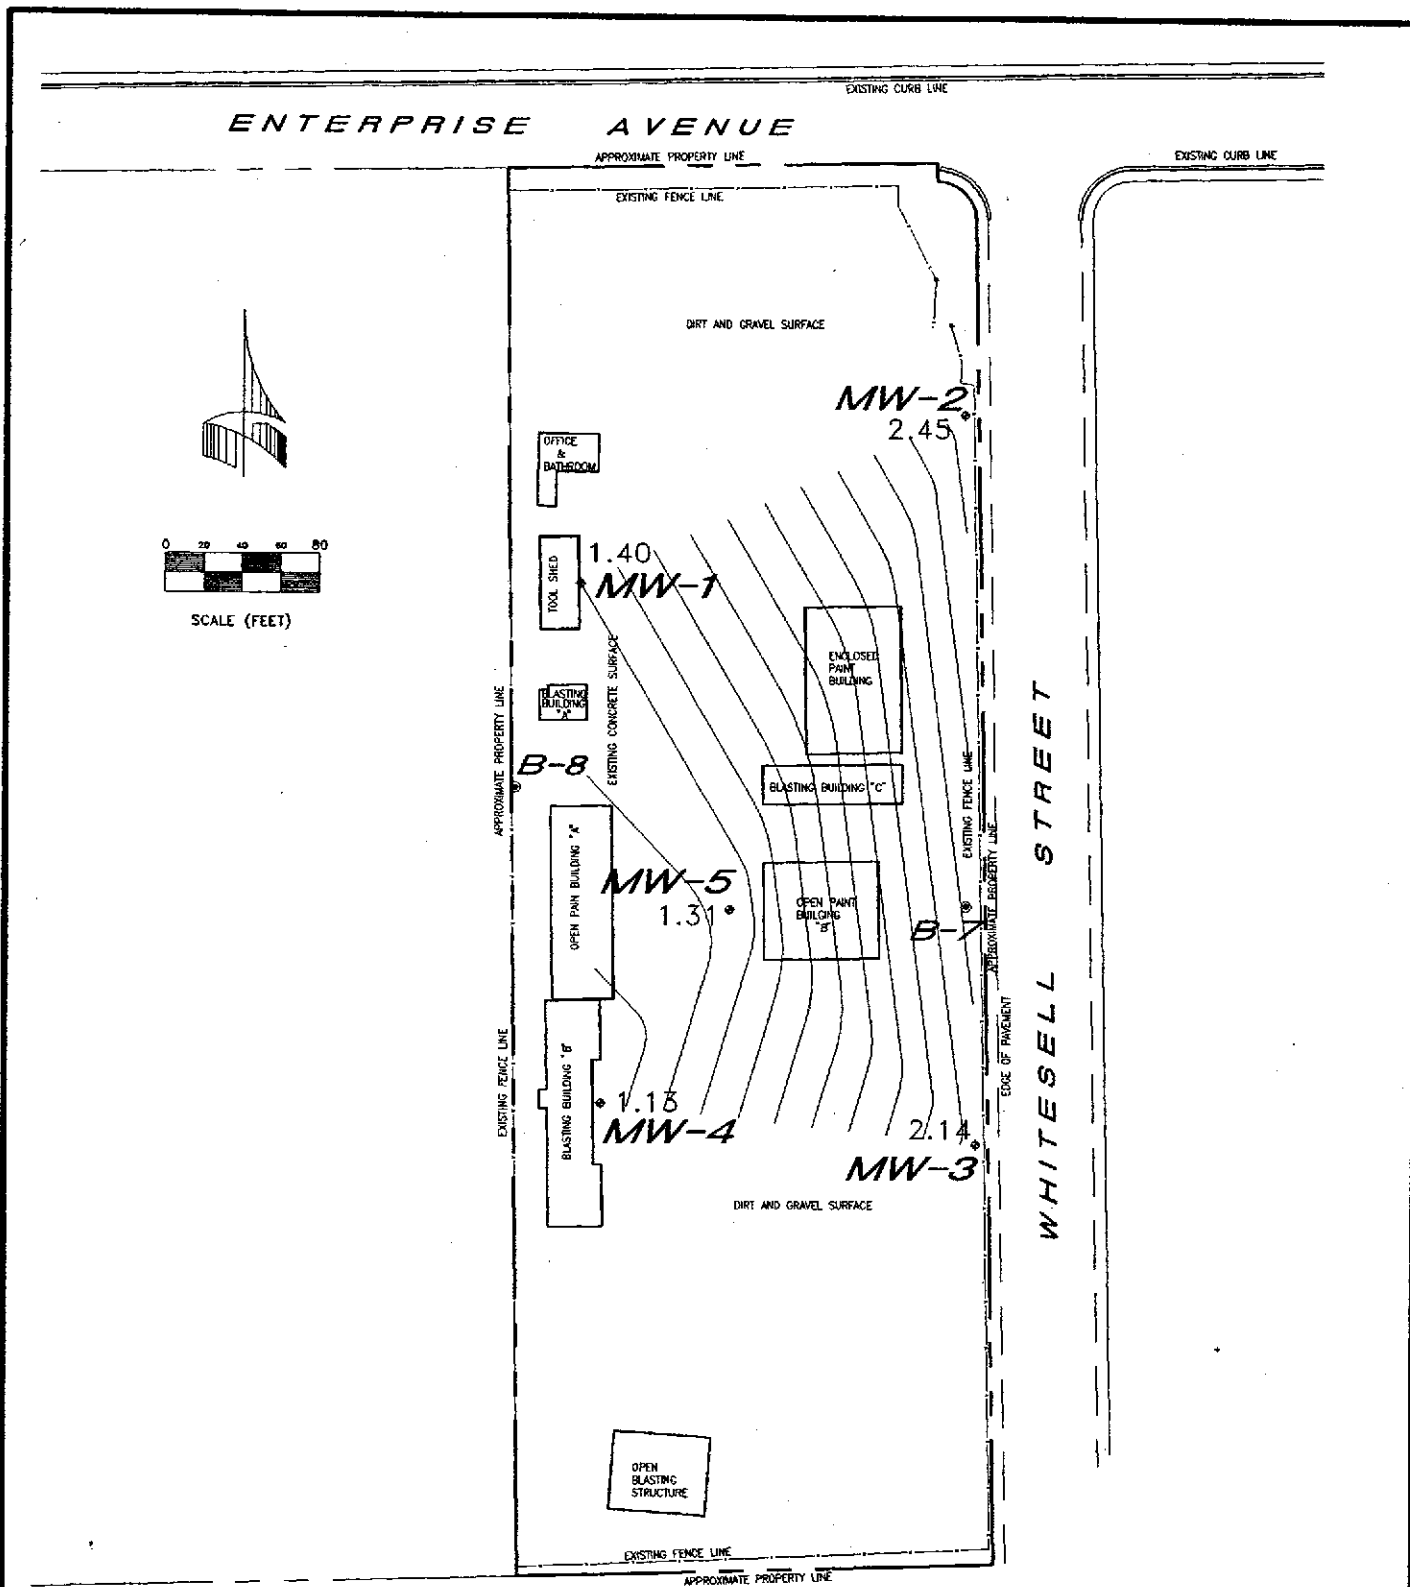 EXISTING CURB LINE
ENTERPRISE AVENUE
APPROXIMATE PROPERTY LINE
EXISTING CURB LINE
EXISTING FENCE LINE
DIRT AND GRAVEL SURFACE
MW-2
2.45
OFFICE
&
BATHROOM
0 20 40 60 80
SCALE (FEET)
TOOL SHED
1.40
MW-1
EXISTING CONCRETE SURFACE
ENCLOSED
PAINT
BUILDING
BLASTING
BUILDING
"A"
APPROXIMATE PROPERTY LINE
B-8
BLASTING BUILDING "C"
EXISTING FENCE LINE
WHITESELL STREET
OPEN PAIN BUILDING "A"
MW-5
1.31
OPEN PAINT
BUILDING
"B"
B-7
APPROXIMATE PROPERTY LINE
EDGE OF PAVEMENT
EXISTING FENCE LINE
BLASTING BUILDING "B"
1.13
MW-4
2.14
MW-3
DIRT AND GRAVEL SURFACE
OPEN
BLASTING
STRUCTURE
EXISTING FENCE LINE
APPROXIMATE PROPERTY LINE